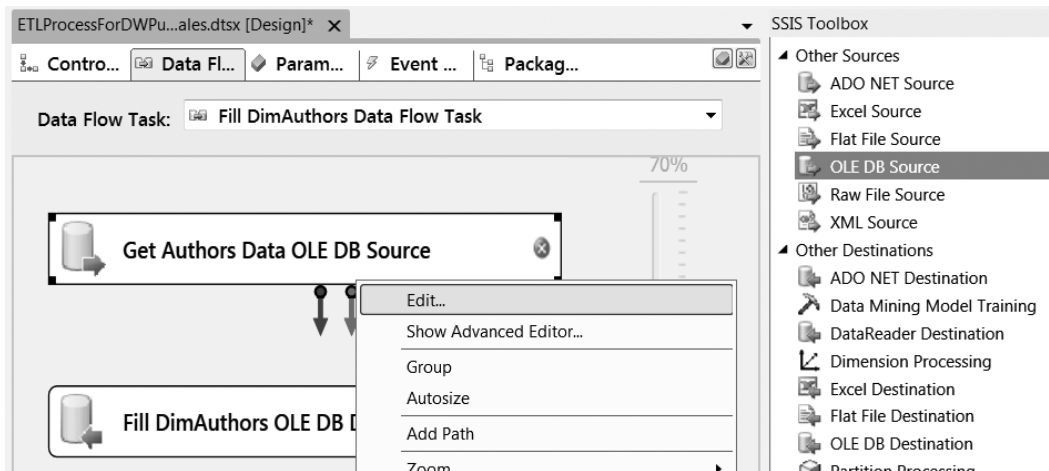 ETLProcessForDWPu...ales.dtsx [Design]*
Contro... Data Fl... Param... Event ... Packag...
Data Flow Task: Fill DimAuthors Data Flow Task
70%
Get Authors Data OLE DB Source
Edit...
Show Advanced Editor...
Group
Autosize
Add Path
Zoom
Fill DimAuthors OLE DB
SSIS Toolbox
Other Sources
ADO NET Source
Excel Source
Flat File Source
OLE DB Source
Raw File Source
XML Source
Other Destinations
ADO NET Destination
Data Mining Model Training
DataReader Destination
Dimension Processing
Excel Destination
Flat File Destination
OLE DB Destination
Partition Processing